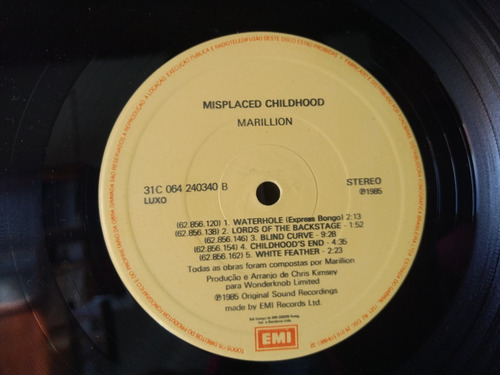 MISPLACED CHILDHOOD
MARILLION
31C 064 240340 B
LUXO
STEREO
℗1985
(62.856.120) 1. WATERHOLE (Express Bongo) 2:13
(62.856.138) 2. LORDS OF THE BACKSTAGE - 1:52
(62.856.146) 3. BLIND CURVE - 9:28
(62.856.154) 4. CHILDHOOD'S END - 4:35
(62.856.162) 5. WHITE FEATHER - 2:23
Todas as obras foram compostas por Marillion
Produção e Arranjo de Chris Kimsey
para Wonderknob Limited
℗1985 Original Sound Recordings
made by EMI Records Ltd.
EMI